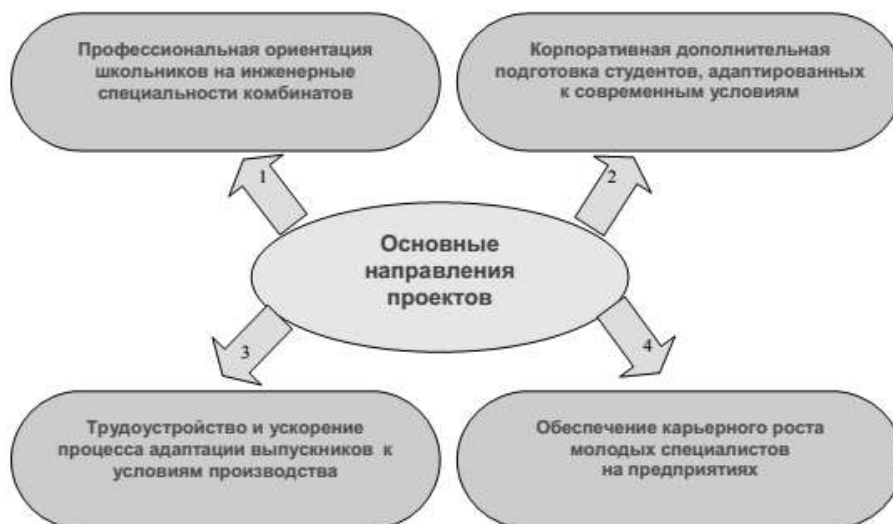 Профессиональная ориентация
школьников на инженерные
специальности комбинатов
Корпоративная дополнительная
подготовка студентов, адаптированных
к современным условиям
1
2
Основные
направления
проектов
3
4
Трудоустройство и ускорение
процесса адаптации выпускников к
условиям производства
Обеспечение карьерного роста
молодых специалистов
на предприятиях